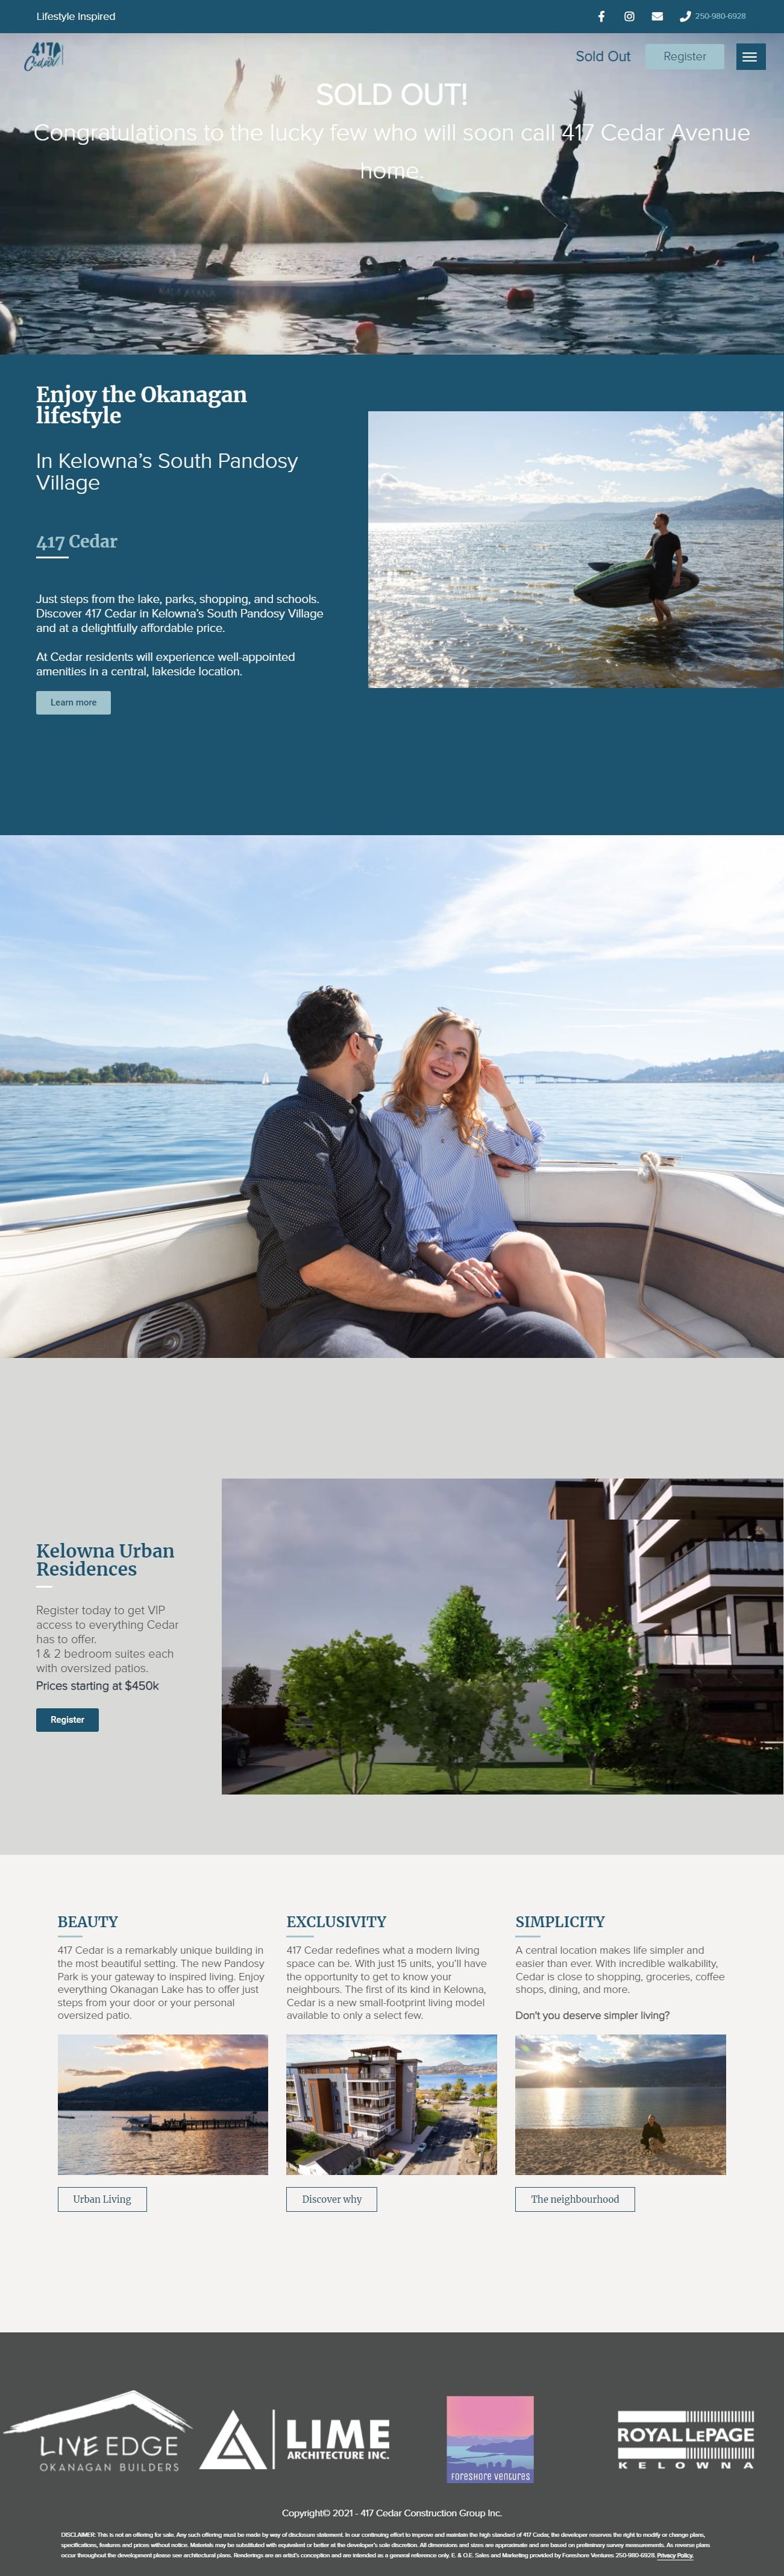 Lifestyle Inspired
250-980-6928
417
Cedar
Sold Out
Register
SOLD OUT!
Congratulations to the lucky few who will soon call 417 Cedar Avenue
home.
Enjoy the Okanagan
lifestyle
In Kelowna's South Pandosy
Village
417 Cedar
Just steps from the lake, parks, shopping, and schools.
Discover 417 Cedar in Kelowna's South Pandosy Village
and at a delightfully affordable price.
At Cedar residents will experience well-appointed
amenities in a central, lakeside location.
Learn more
Kelowna Urban
Residences
Register today to get VIP
access to everything Cedar
has to offer.
1 & 2 bedroom suites each
with oversized patios.
Prices starting at $450k
Register
BEAUTY
417 Cedar is a remarkably unique building in
the most beautiful setting. The new Pandosy
Park is your gateway to inspired living. Enjoy
everything Okanagan Lake has to offer just
steps from your door or your personal
oversized patio.
Urban Living
EXCLUSIVITY
417 Cedar redefines what a modern living
space can be. With just 15 units, you'll have
the opportunity to get to know your
neighbours. The first of its kind in Kelowna,
Cedar is a new small-footprint living model
available to only a select few.
Discover why
SIMPLICITY
A central location makes life simpler and
easier than ever. With incredible walkability,
Cedar is close to shopping, groceries, coffee
shops, dining, and more.
Don't you deserve simpler living?
The neighbourhood
LIVE EDGE
OKANAGAN BUILDERS
LIME
ARCHITECTURE INC.
Foreshore Ventures
ROYAL LEPAGE
KELOWNA
Copyright© 2021 - 417 Cedar Construction Group Inc.
DISCLAIMER: This is not an offering for sale. Any such offering must be made by way of disclosure statement. In our continuing effort to improve and maintain the high standard of 417 Cedar, the developer reserves the right to modify or change plans,
specifications, features and prices without notice. Materials may be substituted with equivalent or better at the developer's sole discretion. All dimensions and sizes are approximate and are based on preliminary survey measurements. As reverse plans
occur throughout the development please see architectural plans. Renderings are an artist's conception and are intended as a general reference only. E. & O.E. Sales and Marketing provided by Foreshore Ventures 250-980-6928. Privacy Policy.